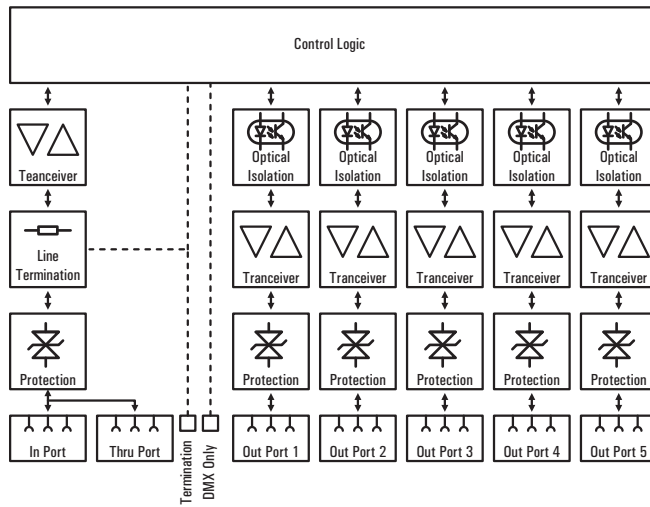 Control Logic
Optical
Isolation
Optical
Isolation
Optical
Isolation
Optical
Isolation
Optical
Isolation
Teanceiver
Line
Termination
Tranceiver
Tranceiver
Tranceiver
Tranceiver
Tranceiver
Protection
Protection
Protection
Protection
Protection
Protection
In Port
Thru Port
Termination
DMX Only
Out Port 1
Out Port 2
Out Port 3
Out Port 4
Out Port 5